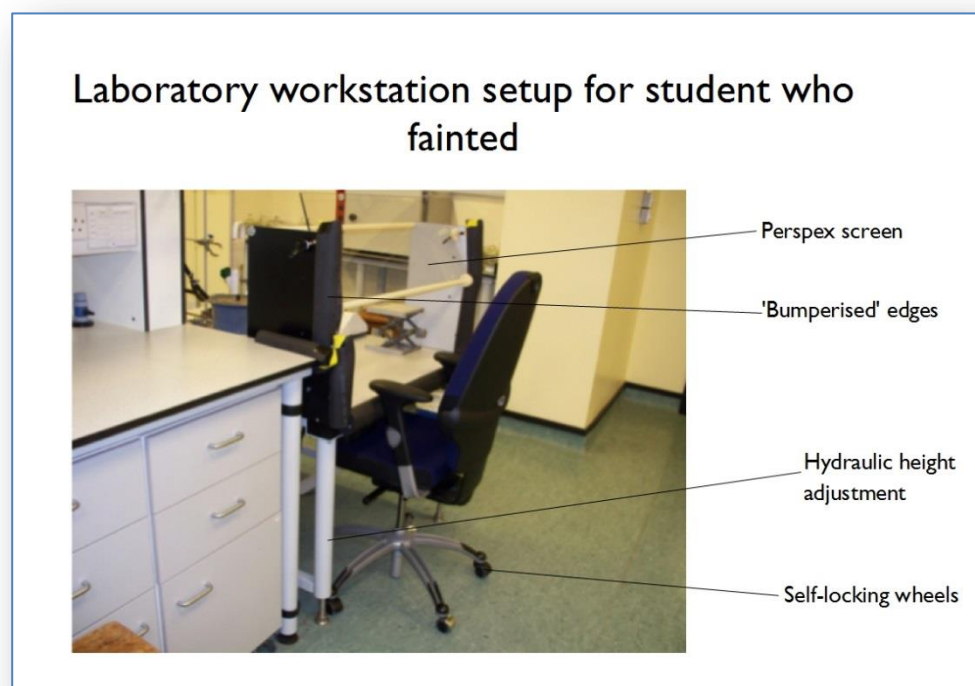 Laboratory workstation setup for student who
fainted
Perspex screen
'Bumperised' edges
Hydraulic height
adjustment
Self-locking wheels